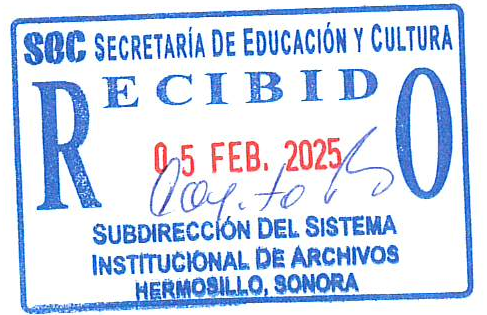 SEC SECRETARÍA DE EDUCACIÓN Y CULTURA
RECIBIDO
05 FEB. 2025
SUBDIRECCIÓN DEL SISTEMA
INSTITUCIONAL DE ARCHIVOS
HERMOSILLO, SONORA